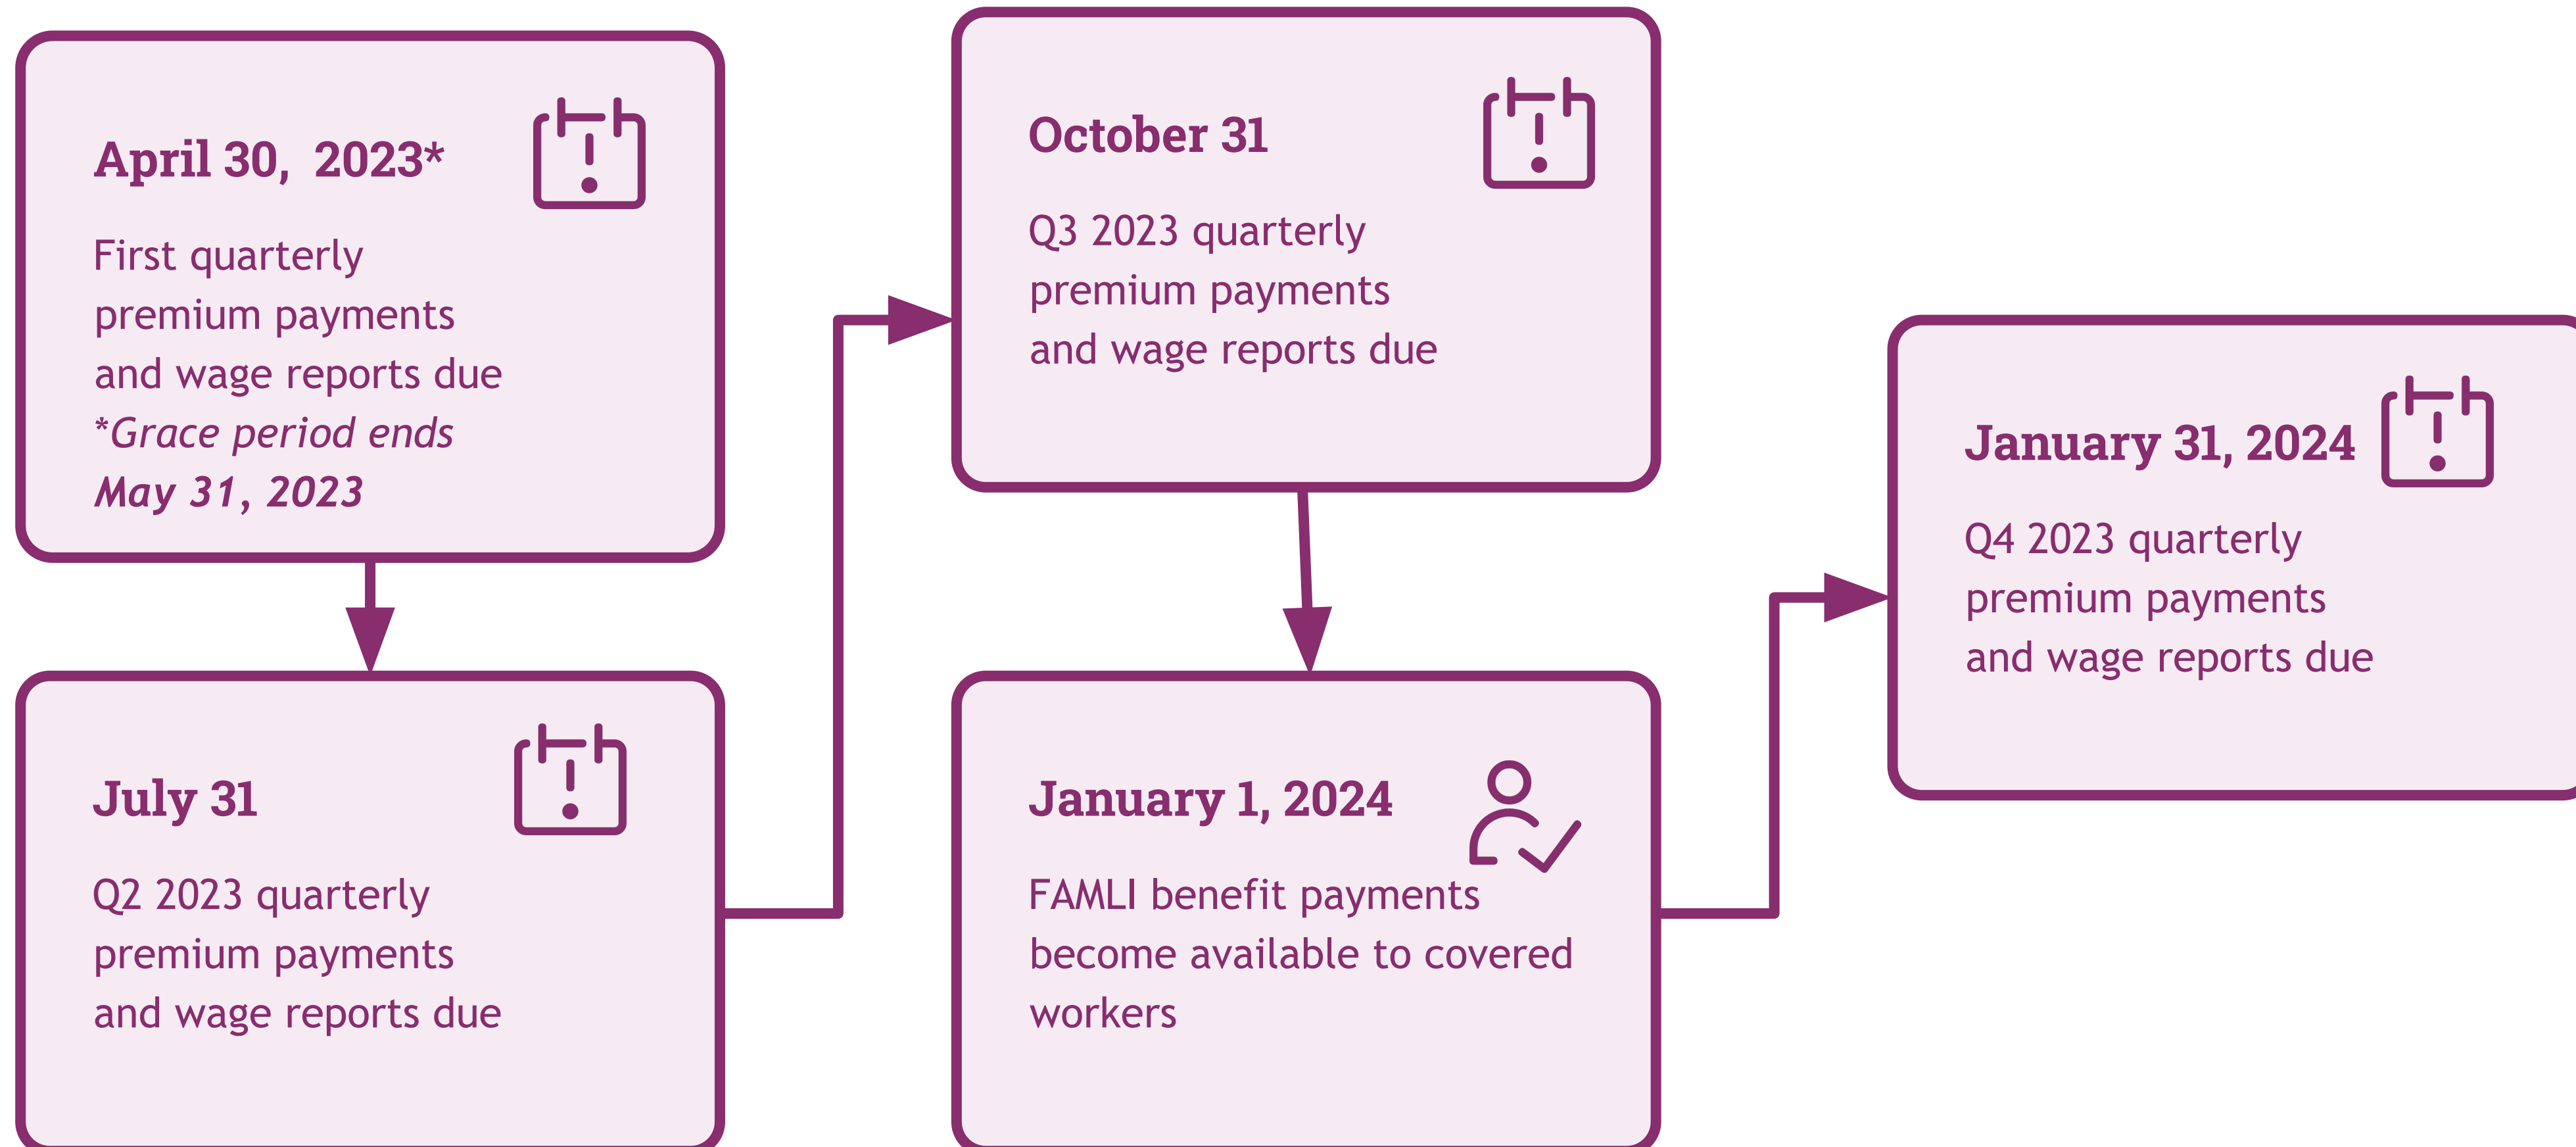 April 30,  2023*
First quarterly
premium payments
and wage reports due
*Grace period ends
May 31, 2023
July 31
Q2 2023 quarterly
premium payments
and wage reports due
October 31
Q3 2023 quarterly
premium payments
and wage reports due
January 1, 2024
FAMLI benefit payments
become available to covered
workers
January 31, 2024
Q4 2023 quarterly
premium payments
and wage reports due